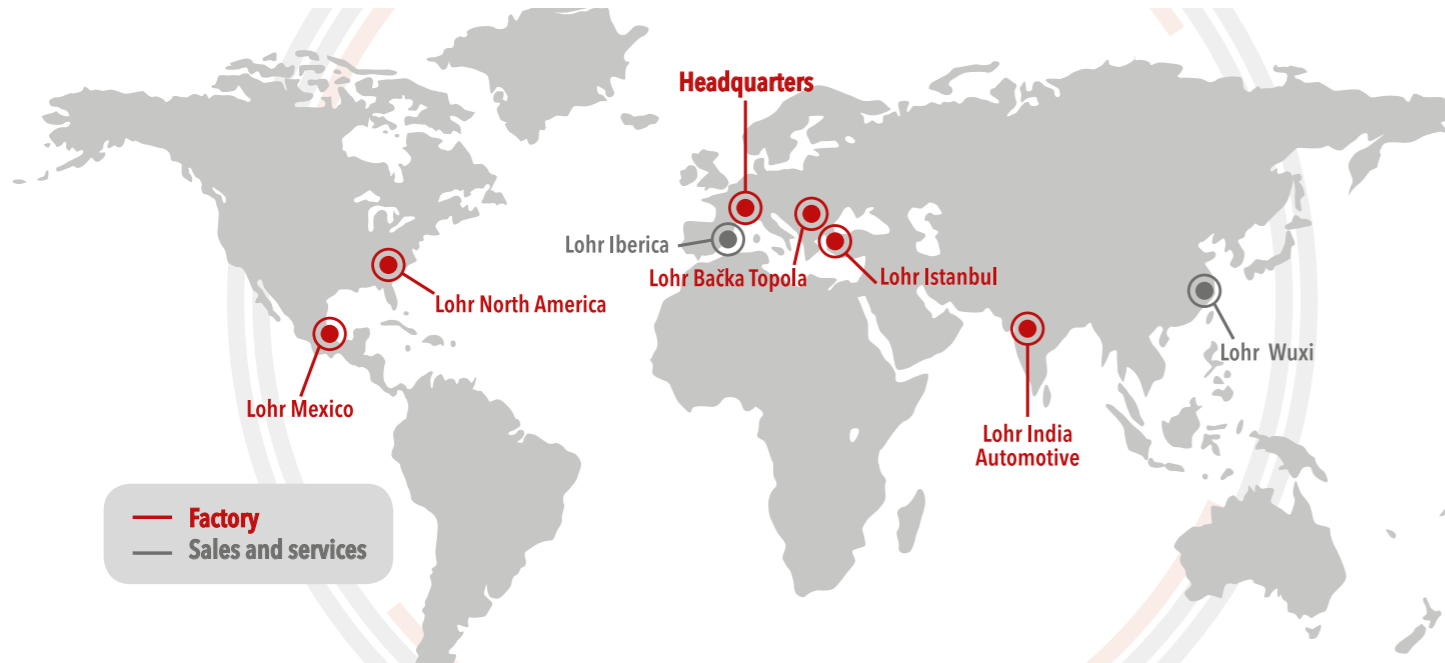 Headquarters
Lohr Iberica
Lohr Bačka Topola
Lohr Istanbul
Lohr North America
Lohr Wuxi
Lohr Mexico
Lohr India
Automotive
Factory
Sales and services